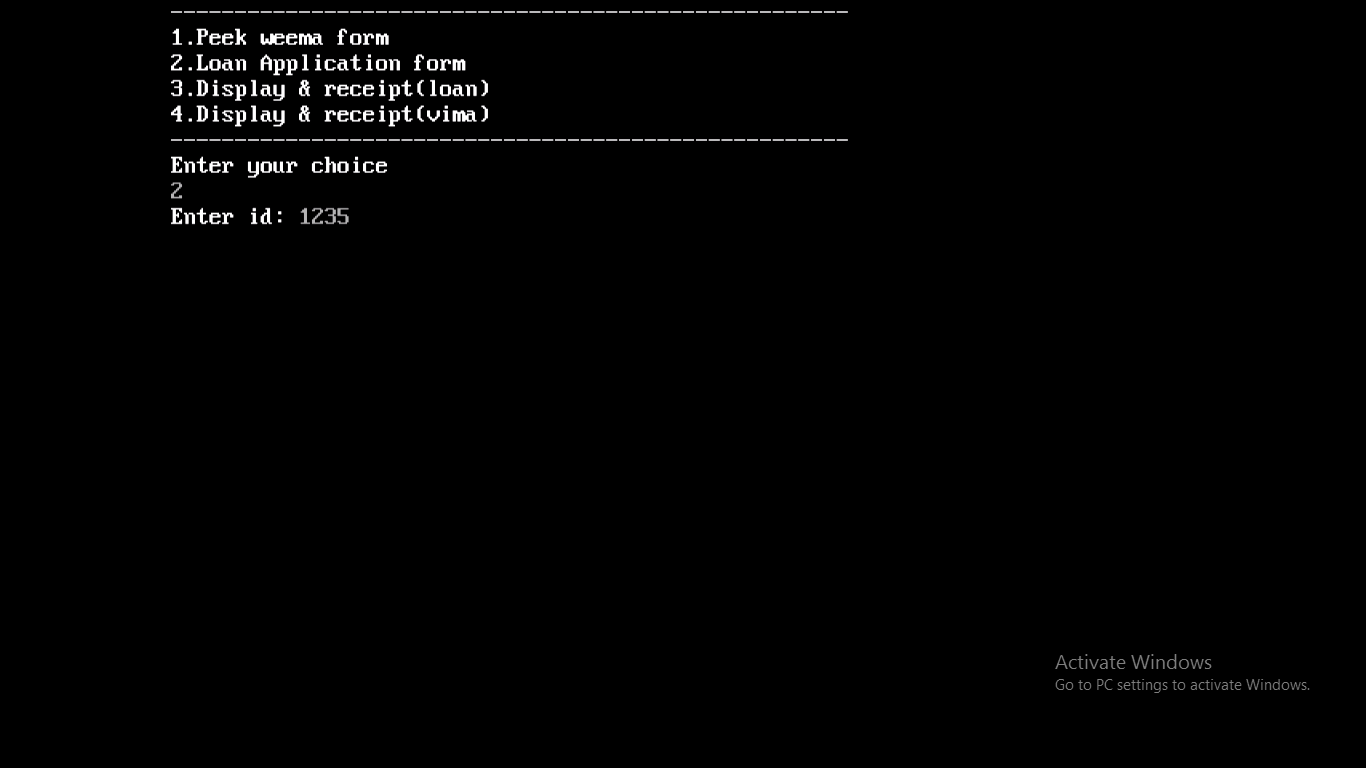 -----------------------------------------------------
1.Peek weema form
2.Loan Application form
3.Display & receipt(loan)
4.Display & receipt(vima)
-----------------------------------------------------
Enter your choice
2
Enter id: 1235
Activate Windows
Go to PC settings to activate Windows.